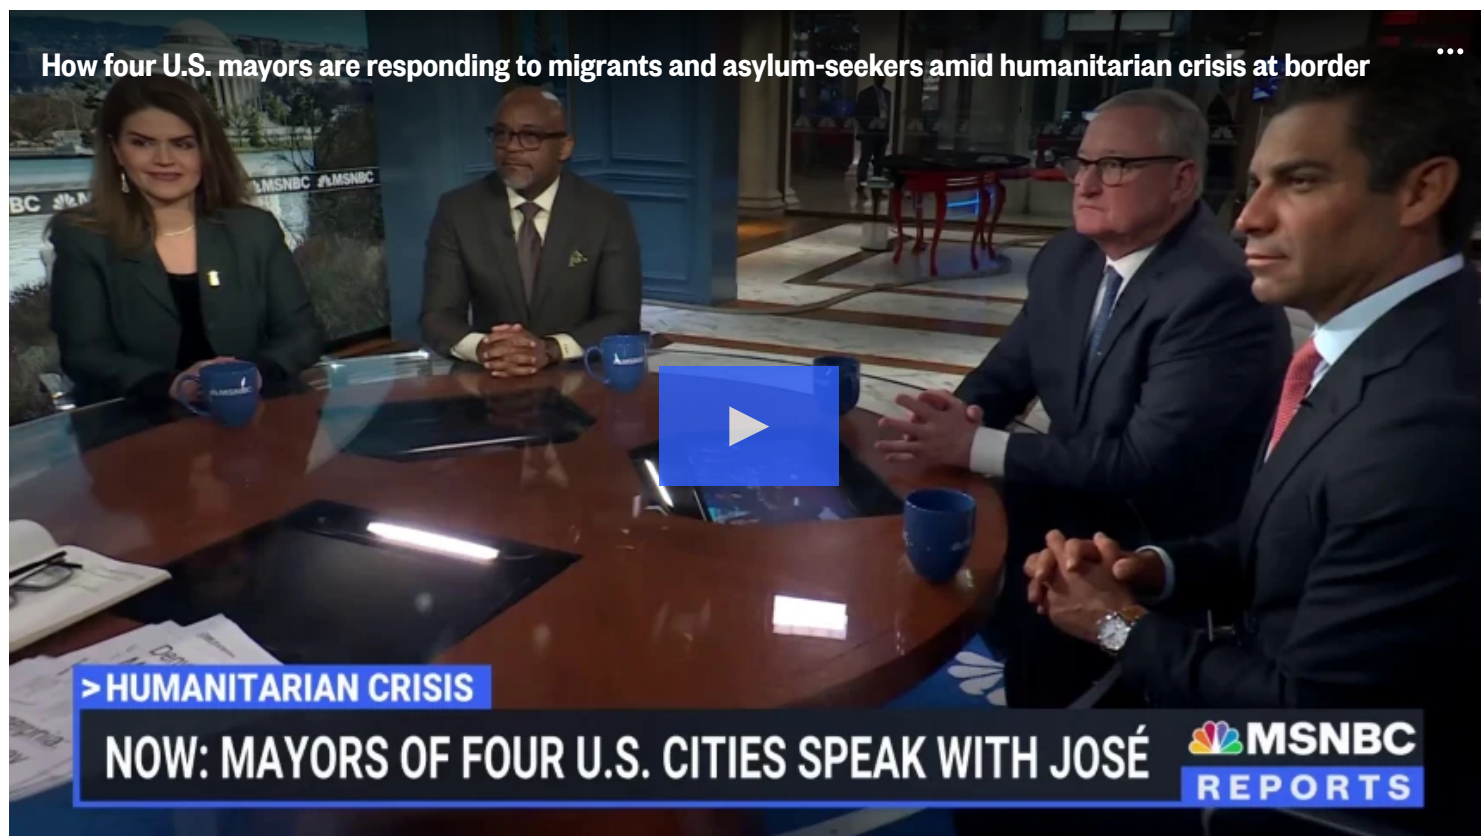 How four U.S. mayors are responding to migrants and asylum-seekers amid humanitarian crisis at border
MSNBC MSNBC
MSNBC
>HUMANITARIAN CRISIS
NOW: MAYORS OF FOUR U.S. CITIES SPEAK WITH JOSÉ
MSNBC
REPORTS